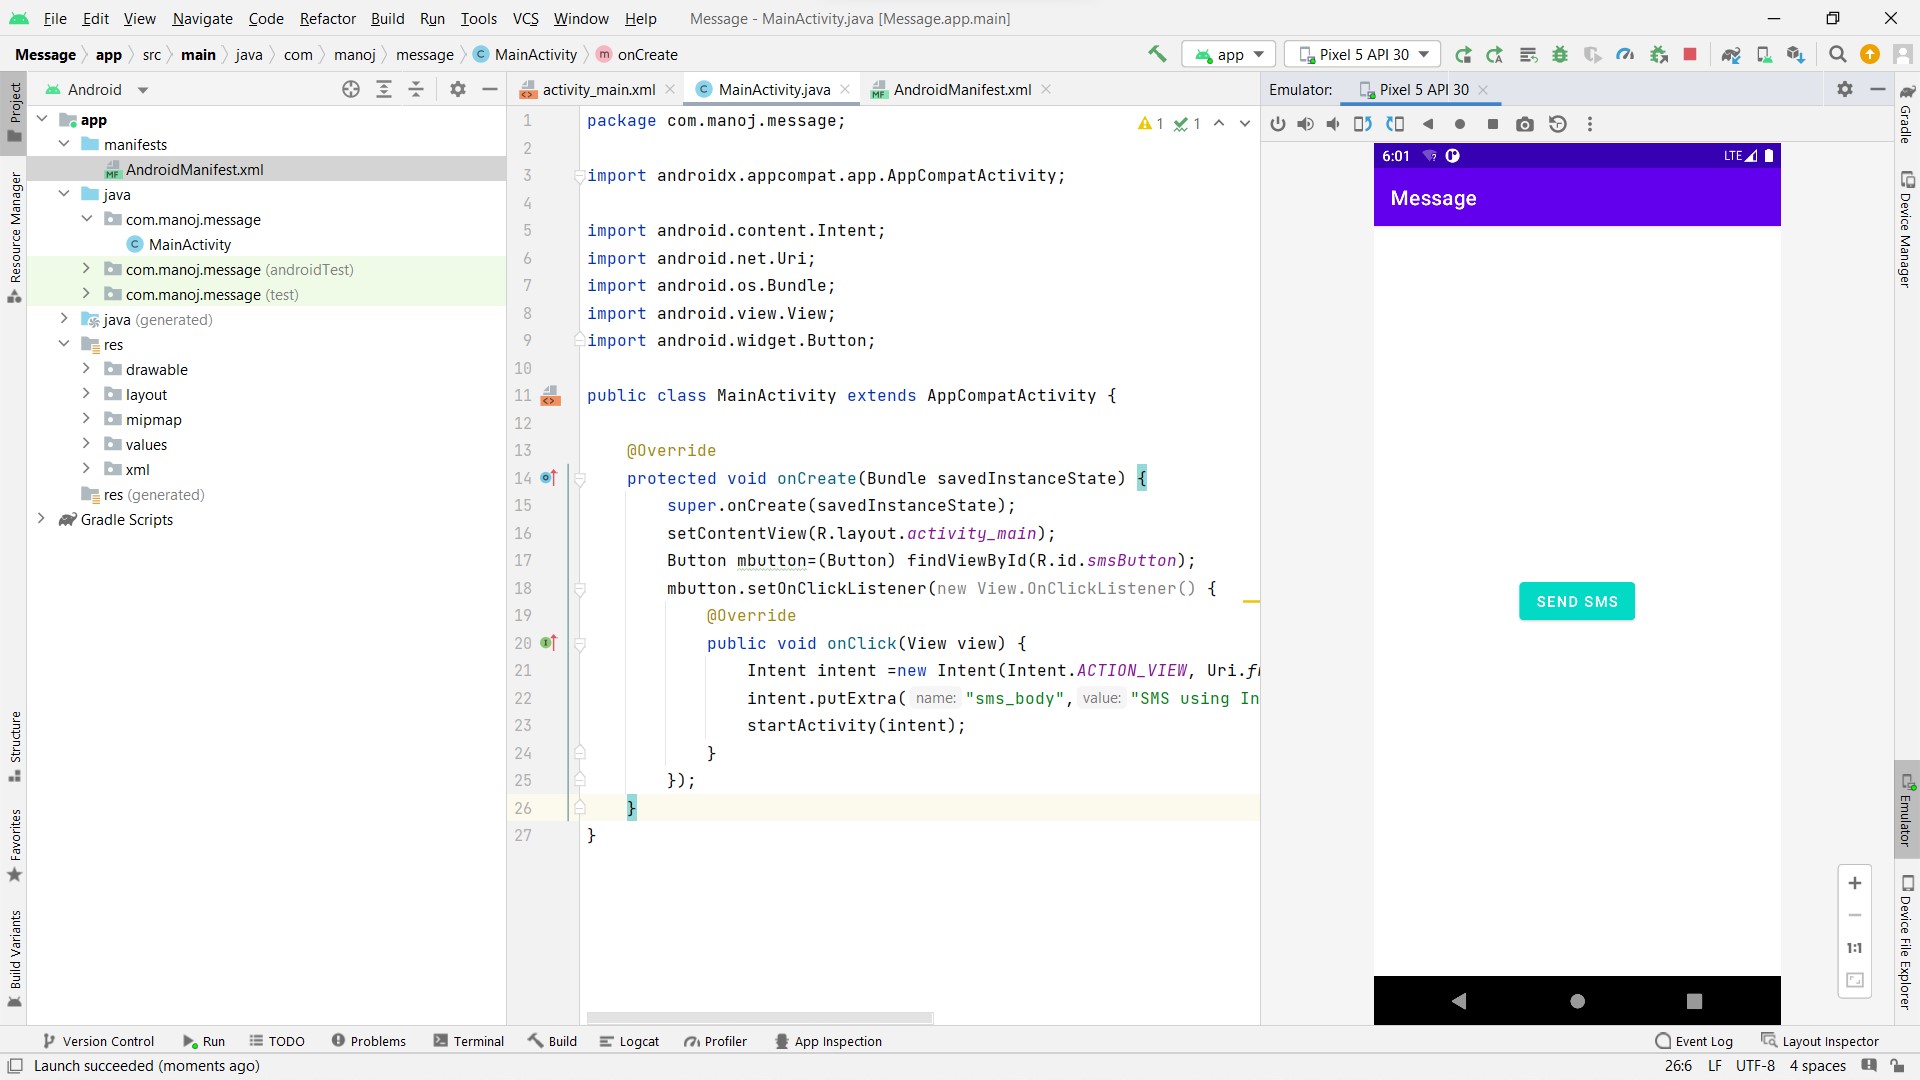 File Edit View Navigate Code Refactor Build Run Tools VCS Window Help Message - MainActivity.java [Message.app.main]
Message app src main java com manoj message MainActivity onCreate app Pixel 5 API 30
Android
activity_main.xml MainActivity.java AndroidManifest.xml
Emulator: Pixel 5 API 30
Project
Resource Manager
Structure
Favorites
Build Variants
app
manifests
AndroidManifest.xml
java
com.manoj.message
MainActivity
com.manoj.message (androidTest)
com.manoj.message (test)
java (generated)
res
drawable
layout
mipmap
values
xml
res (generated)
Gradle Scripts
1 package com.manoj.message;
2
3 import androidx.appcompat.app.AppCompatActivity;
4
5 import android.content.Intent;
6 import android.net.Uri;
7 import android.os.Bundle;
8 import android.view.View;
9 import android.widget.Button;
10
11 public class MainActivity extends AppCompatActivity {
12
13 @Override
14 protected void onCreate(Bundle savedInstanceState) {
15 super.onCreate(savedInstanceState);
16 setContentView(R.layout.activity_main);
17 Button mbutton=(Button) findViewById(R.id.smsButton);
18 mbutton.setOnClickListener(new View.OnClickListener() {
19 @Override
20 public void onClick(View view) {
21 Intent intent =new Intent(Intent.ACTION_VIEW, Uri.f
22 intent.putExtra( name: "sms_body", value: "SMS using In
23 startActivity(intent);
24 }
25 });
26 }
27 }
1 1
6:01 LTE
Message
SEND SMS
1:1
Gradle
Device Manager
Emulator
Device File Explorer
Version Control Run TODO Problems Terminal Build Logcat Profiler App Inspection Event Log Layout Inspector
Launch succeeded (moments ago) 26:6 LF UTF-8 4 spaces